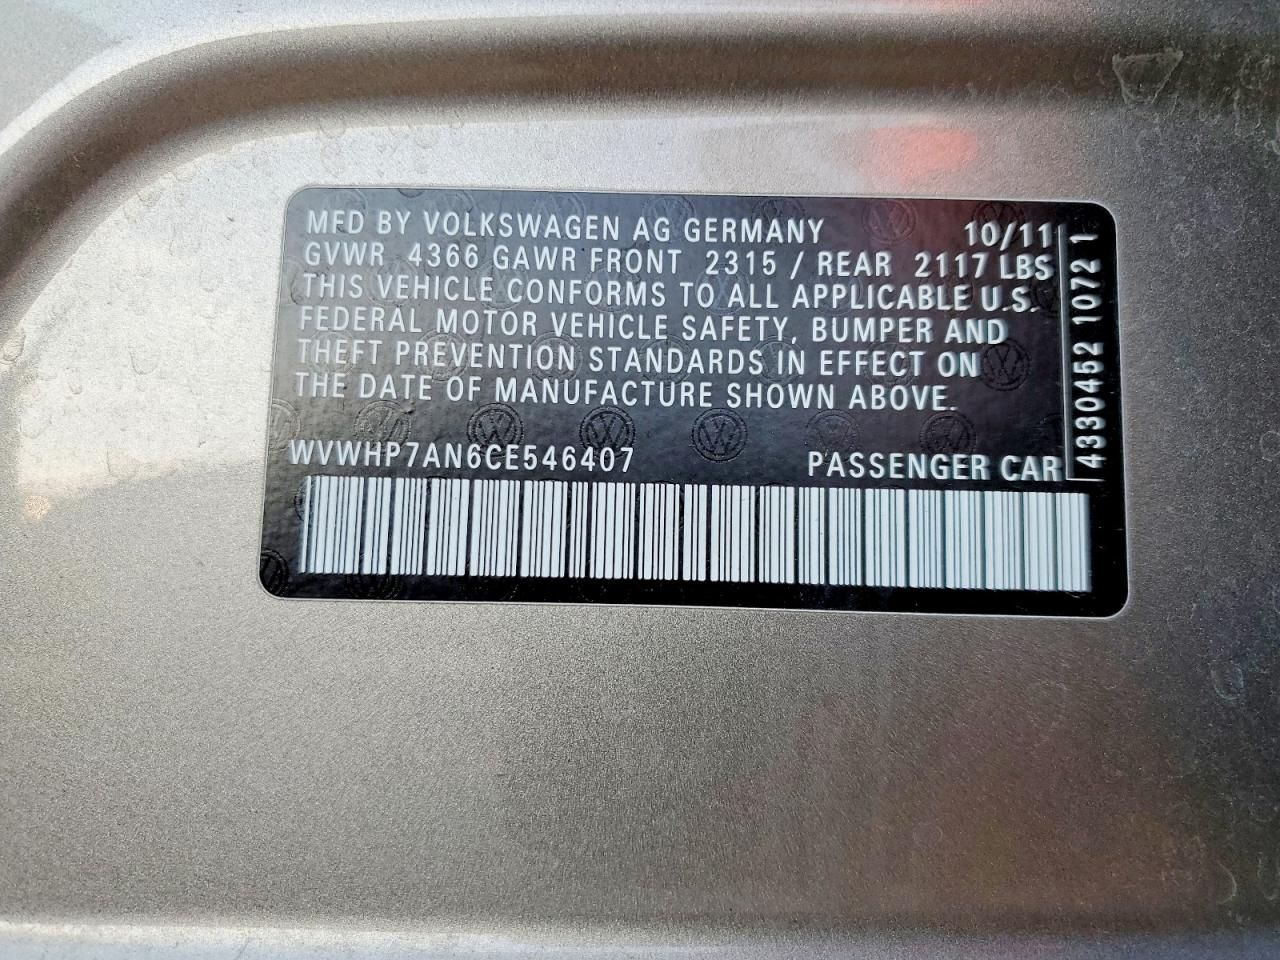 MFD BY VOLKSWAGEN AG GERMANY 10/11
GVWR 4366 GAWR FRONT 2315 / REAR 2117 LBS
THIS VEHICLE CONFORMS TO ALL APPLICABLE U.S.
FEDERAL MOTOR VEHICLE SAFETY, BUMPER AND
THEFT PREVENTION STANDARDS IN EFFECT ON
THE DATE OF MANUFACTURE SHOWN ABOVE.
WVWHP7AN6CE546407 PASSENGER CAR
4330452 1072 1